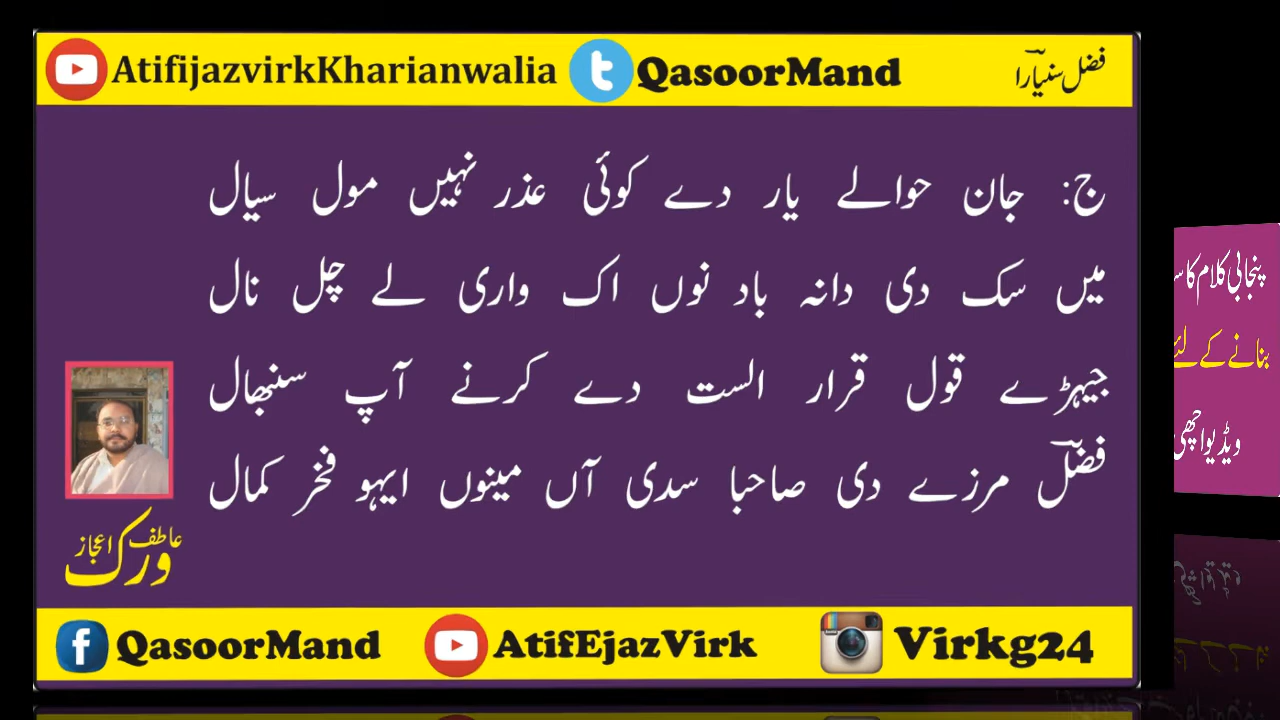 AtifijazvirkKharianwalia QasoorMand فضلؔ سنیارا
ج: جان حوالے یار دے کوئی عذر نہیں مول سیال
میں سک دی دانہ باد نوں اک واری لے چل نال
جیہڑے قول قرار الست دے کرنے آپ سنبھال
فضلؔ مرزے دی صاحبا سدی آں مینوں ایہو فخر کمال
عاطف اعجاز
ورک
QasoorMand AtifEjazVirk Virkg24
پنجابی کلام کا
بنانے کے لئے
ویڈیو اچھی